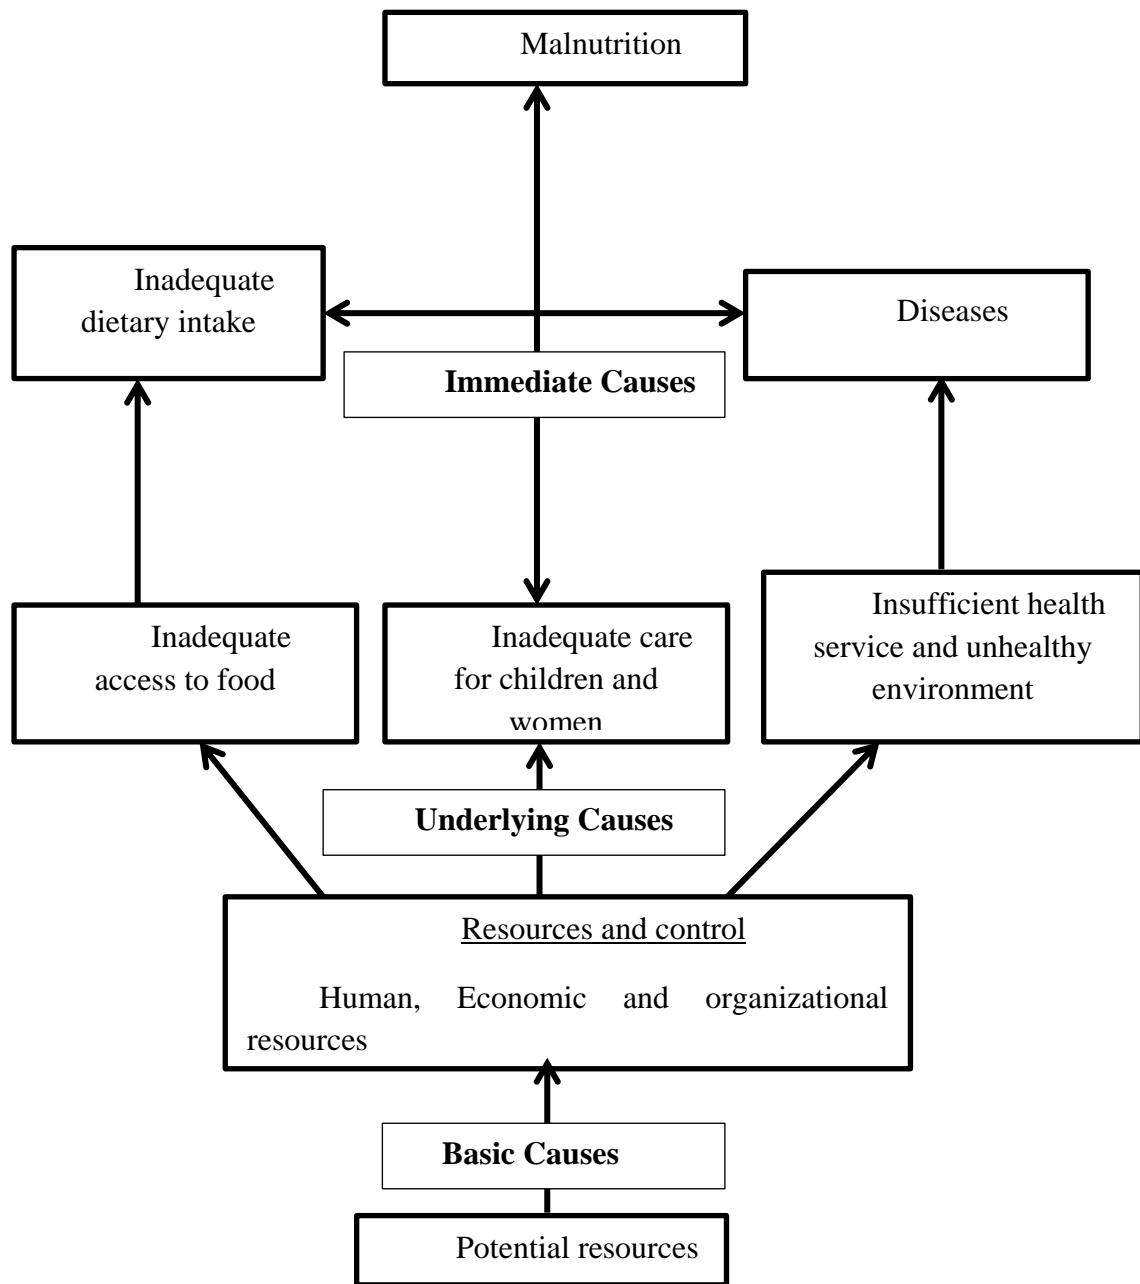 Malnutrition
Inadequate
dietary intake
Diseases
Immediate Causes
Inadequate
access to food
Inadequate care
for children and
women
Insufficient health
service and unhealthy
environment
Underlying Causes
Resources and control
Human, Economic and organizational
resources
Basic Causes
Potential resources